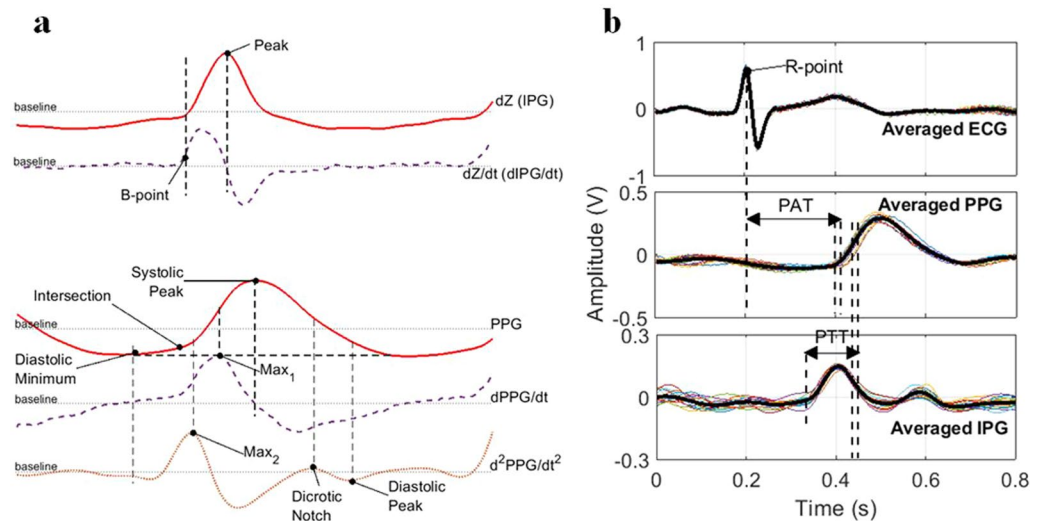 a
Peak
baseline
dZ (IPG)
baseline
dZ/dt (dIPG/dt)
B-point
Systolic
Peak
Intersection
baseline
PPG
Diastolic
Minimum
Max1
dPPG/dt
baseline
Max2
baseline
d²PPG/dt²
Dicrotic
Notch
Diastolic
Peak
b
1
R-point
0
Averaged ECG
-1
0.5
Averaged PPG
PAT
0
-0.5
Amplitude (V)
0.3
PTT
0
Averaged IPG
-0.3
0 0.2 0.4 0.6 0.8
Time (s)